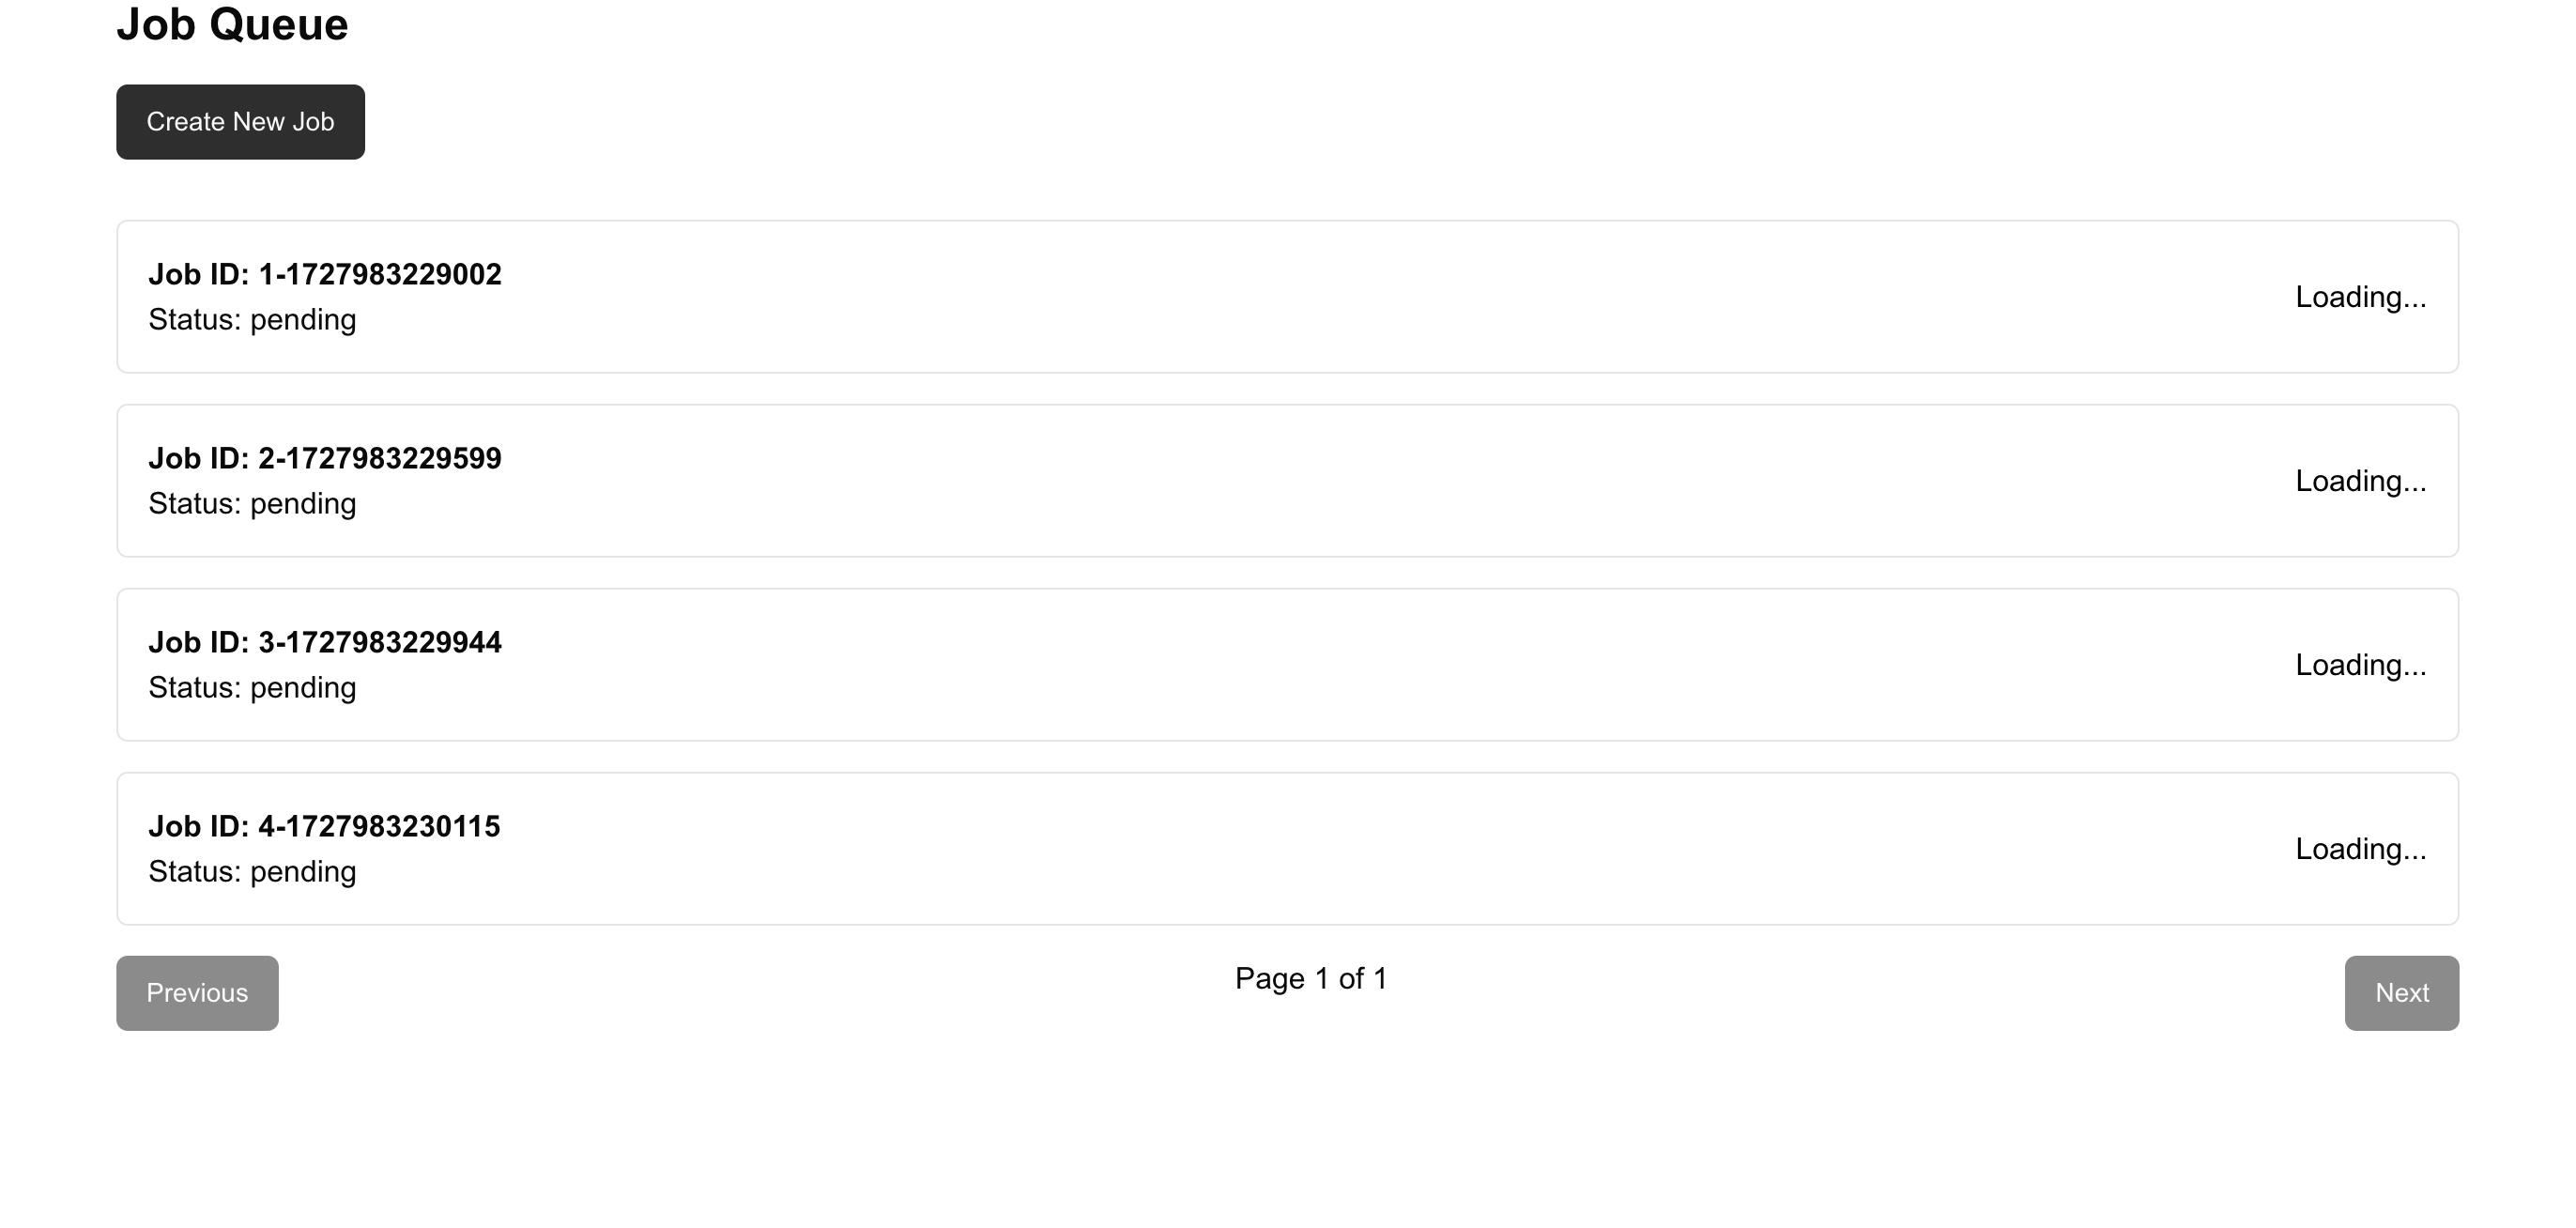 Job Queue
Create New Job
Job ID: 1-1727983229002
Status: pending
Loading...
Job ID: 2-1727983229599
Status: pending
Loading...
Job ID: 3-1727983229944
Status: pending
Loading...
Job ID: 4-1727983230115
Status: pending
Loading...
Previous
Page 1 of 1
Next